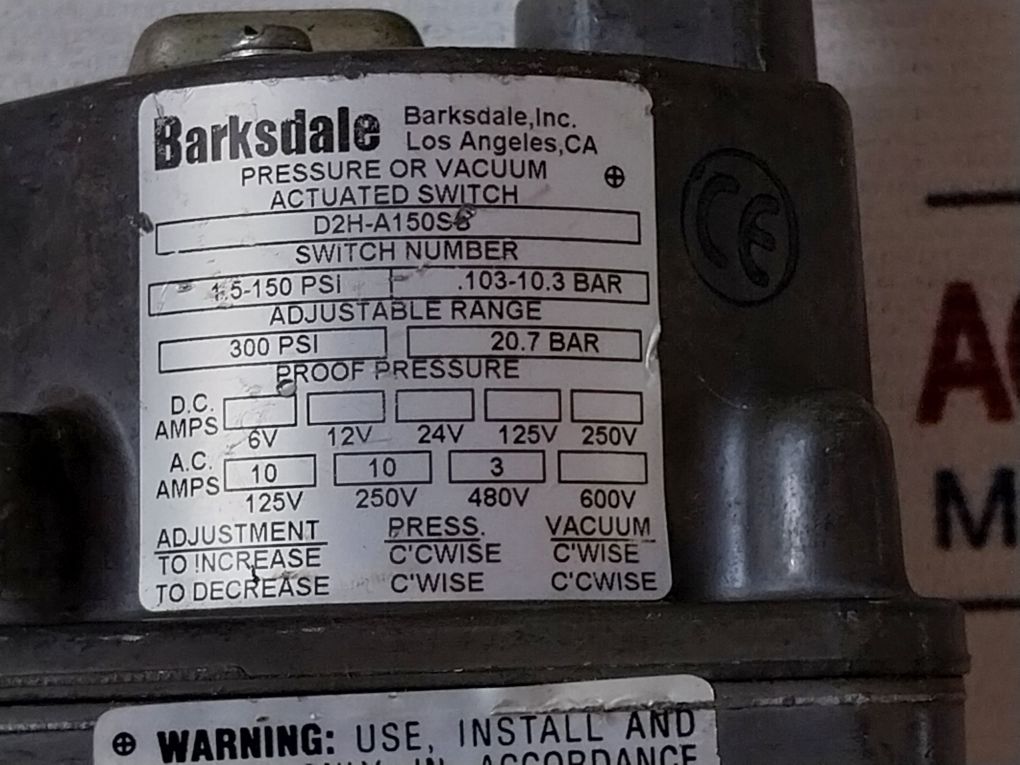 Barksdale
Barksdale,Inc.
Los Angeles,CA
PRESSURE OR VACUUM
ACTUATED SWITCH
D2H-A150SS
SWITCH NUMBER
1.5-150 PSI .103-10.3 BAR
ADJUSTABLE RANGE
300 PSI 20.7 BAR
PROOF PRESSURE
D.C. AMPS
6V 12V 24V 125V 250V
A.C. AMPS
10 10 3
125V 250V 480V 600V
ADJUSTMENT PRESS. VACUUM
TO INCREASE C'CWISE C'WISE
TO DECREASE C'WISE C'CWISE
CE
WARNING: USE, INSTALL AND
ONLY IN ACCORDANCE